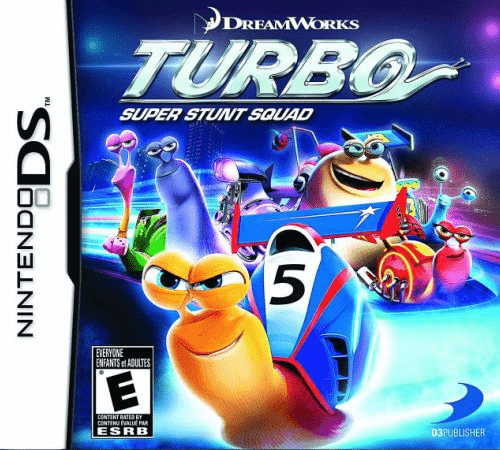 DREAMWORKS
TURBO
SUPER STUNT SQUAD
NINTENDO DS™
5
EVERYONE
ENFANTS et ADULTES
E
®
CONTENT RATED BY
CONTENU ÉVALUÉ PAR
ESRB
D3PUBLISHER